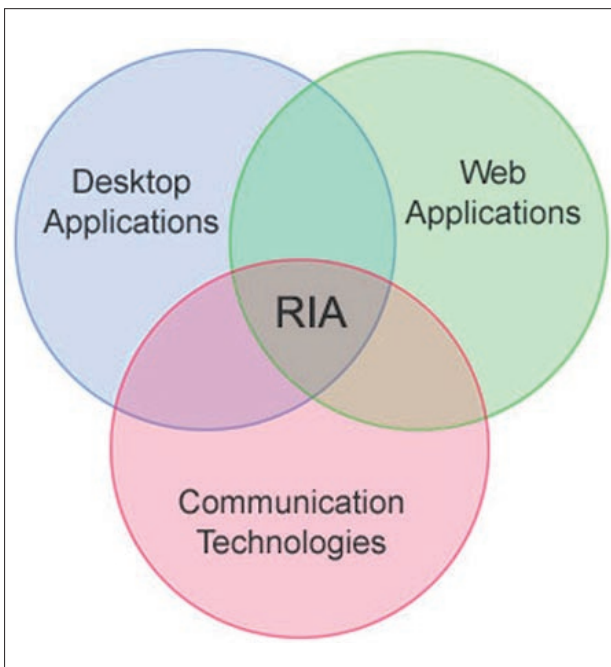 Desktop
Applications
Web
Applications
RIA
Communication
Technologies